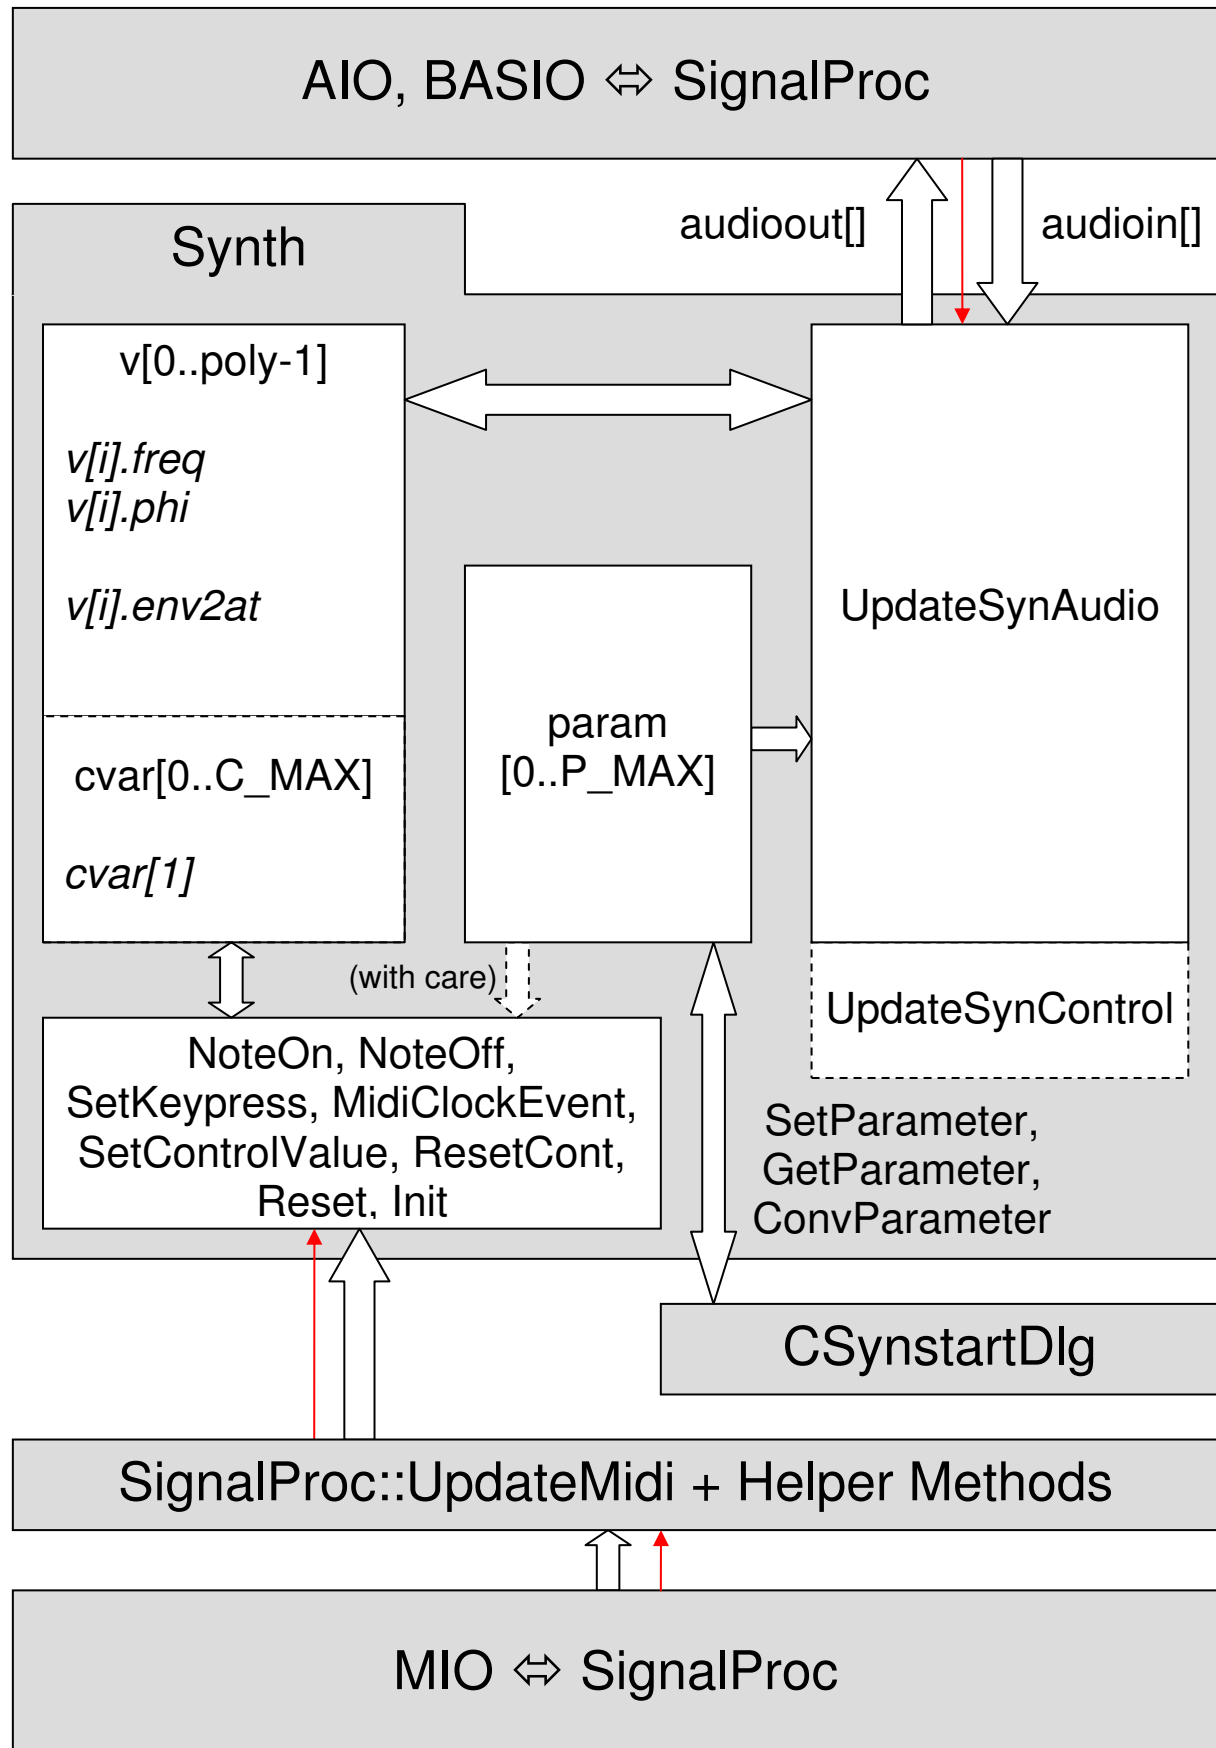 AIO, BASIO ⇔ SignalProc
audioout[]
audioin[]
Synth
v[0..poly-1]
v[i].freq
v[i].phi
v[i].env2at
cvar[0..C_MAX]
cvar[1]
param
[0..P_MAX]
UpdateSynAudio
UpdateSynControl
(with care)
NoteOn, NoteOff,
SetKeypress, MidiClockEvent,
SetControlValue, ResetCont,
Reset, Init
SetParameter,
GetParameter,
ConvParameter
CSynstartDlg
SignalProc::UpdateMidi + Helper Methods
MIO ⇔ SignalProc